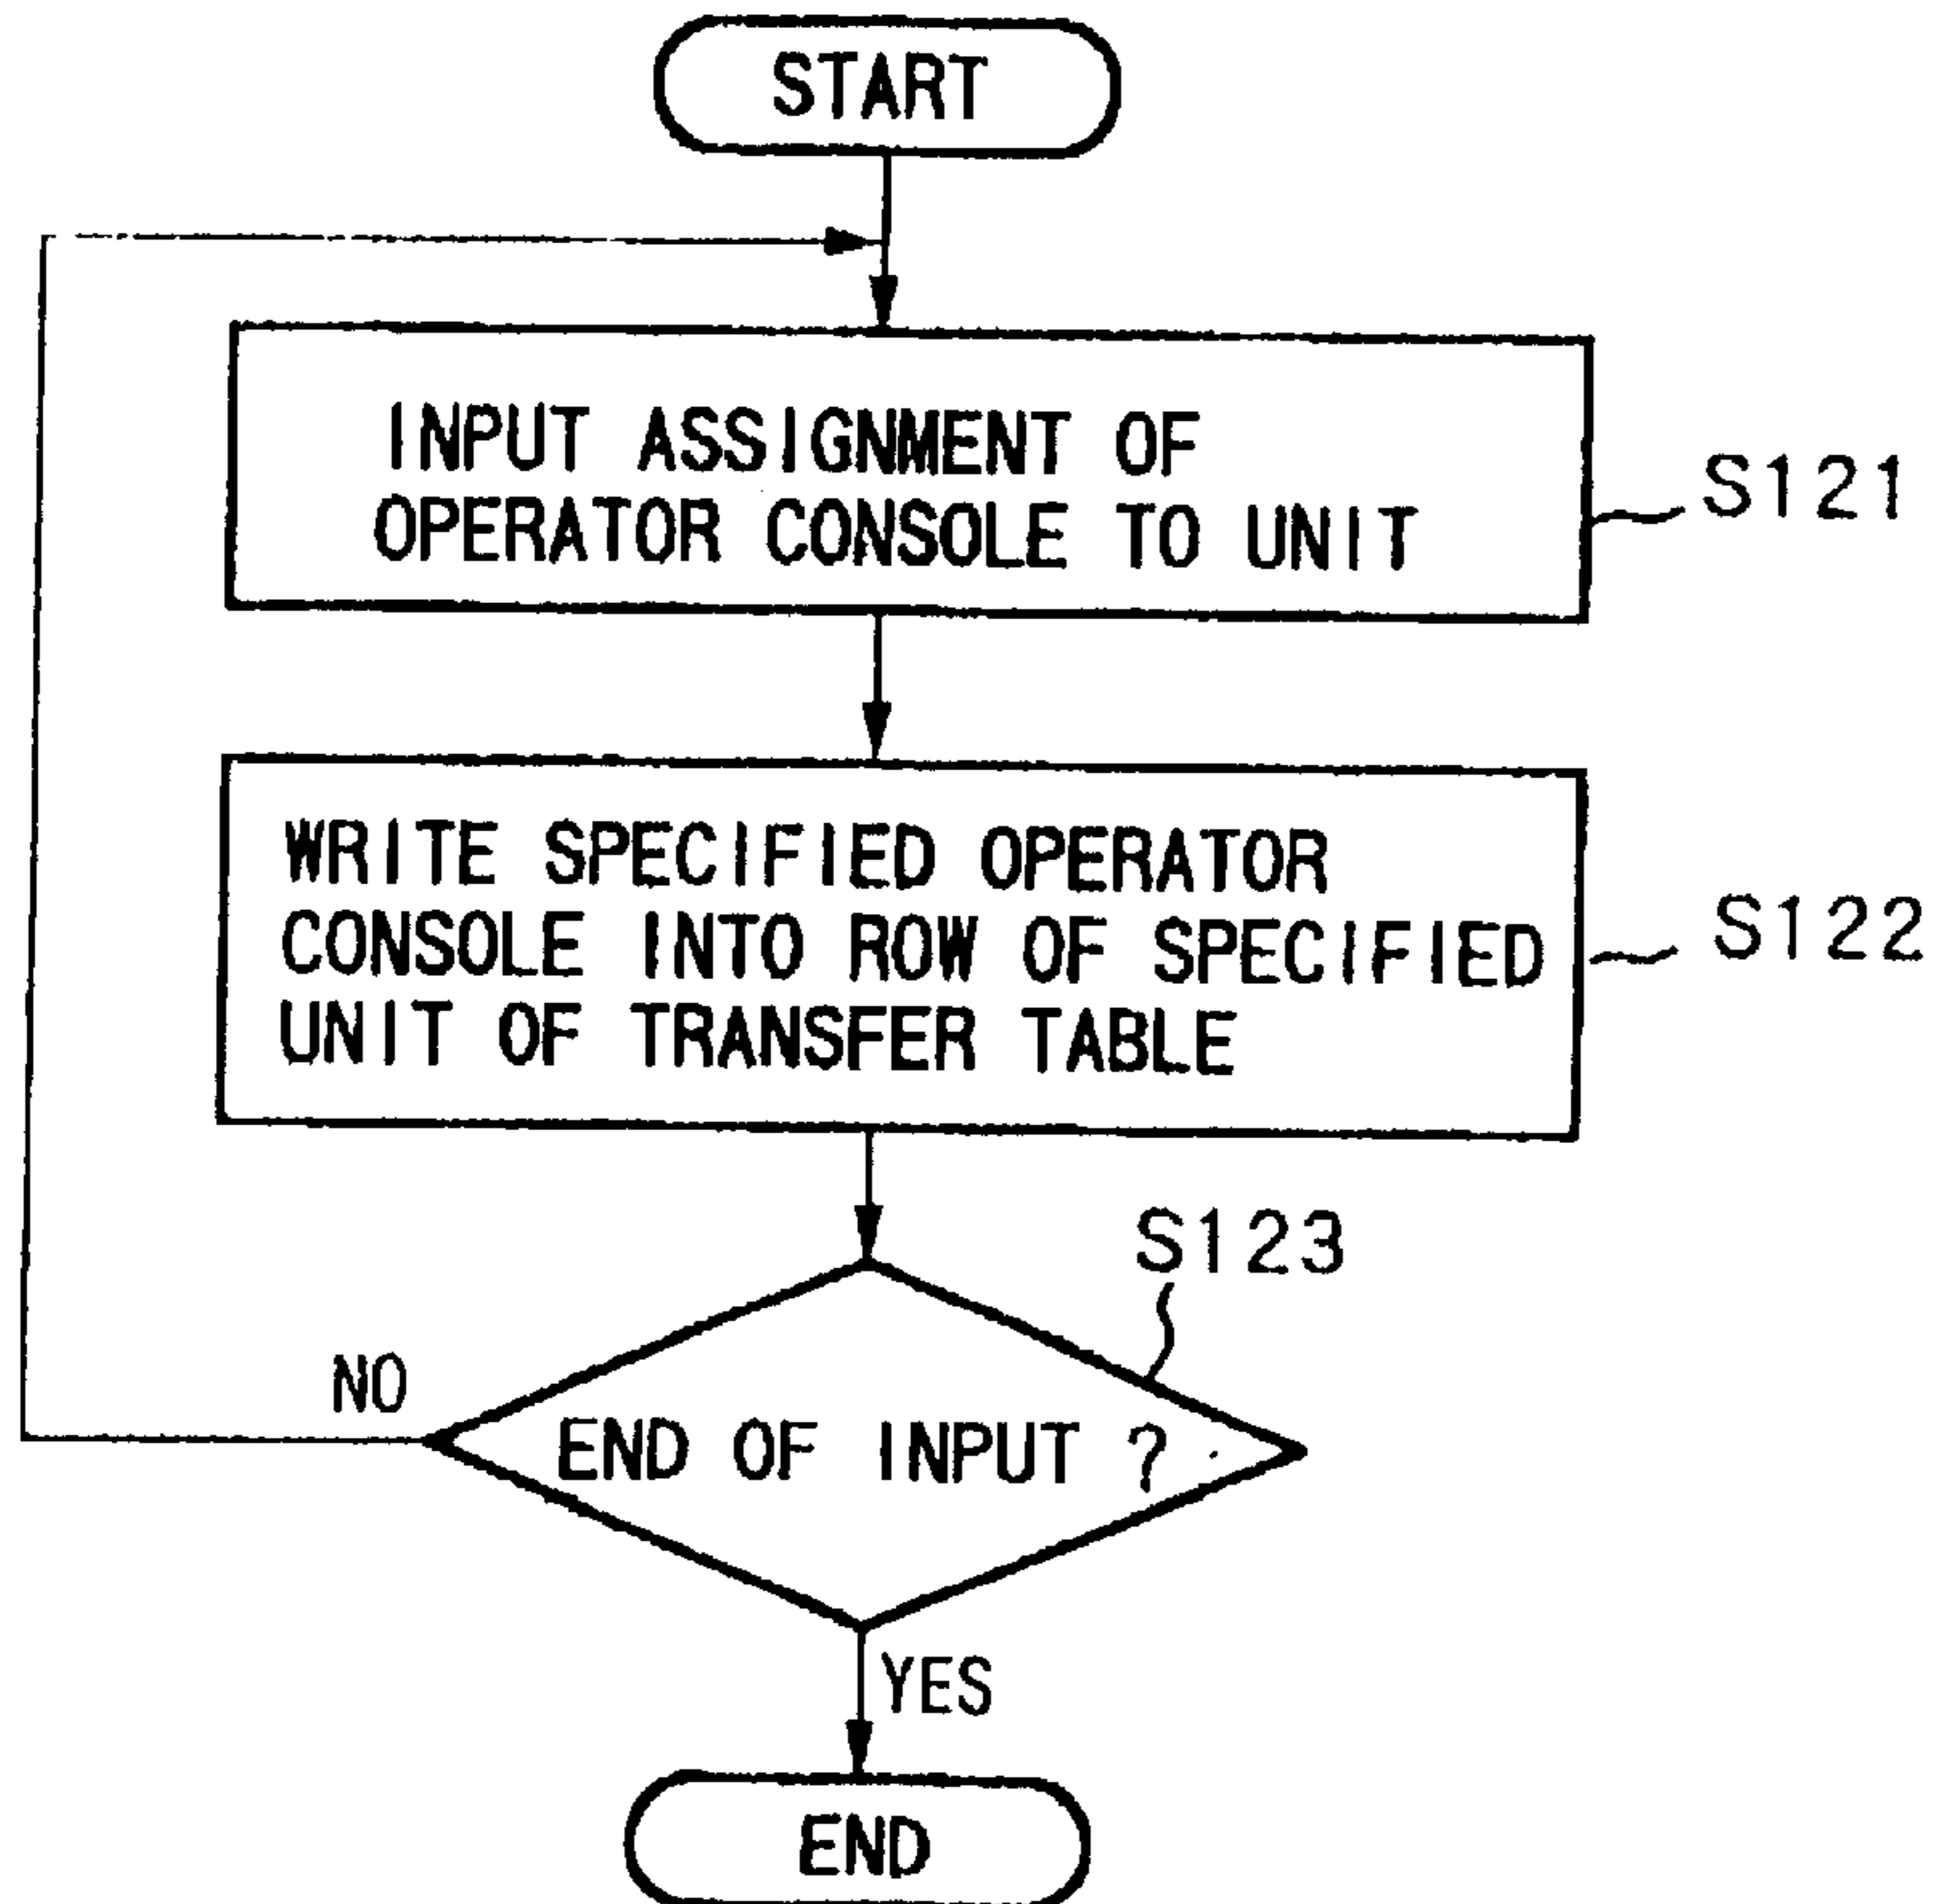 START
INPUT ASSIGNMENT OF
OPERATOR CONSOLE TO UNIT
S121
WRITE SPECIFIED OPERATOR
CONSOLE INTO ROW OF SPECIFIED
UNIT OF TRANSFER TABLE
S122
S123
NO
END OF INPUT ?
YES
END